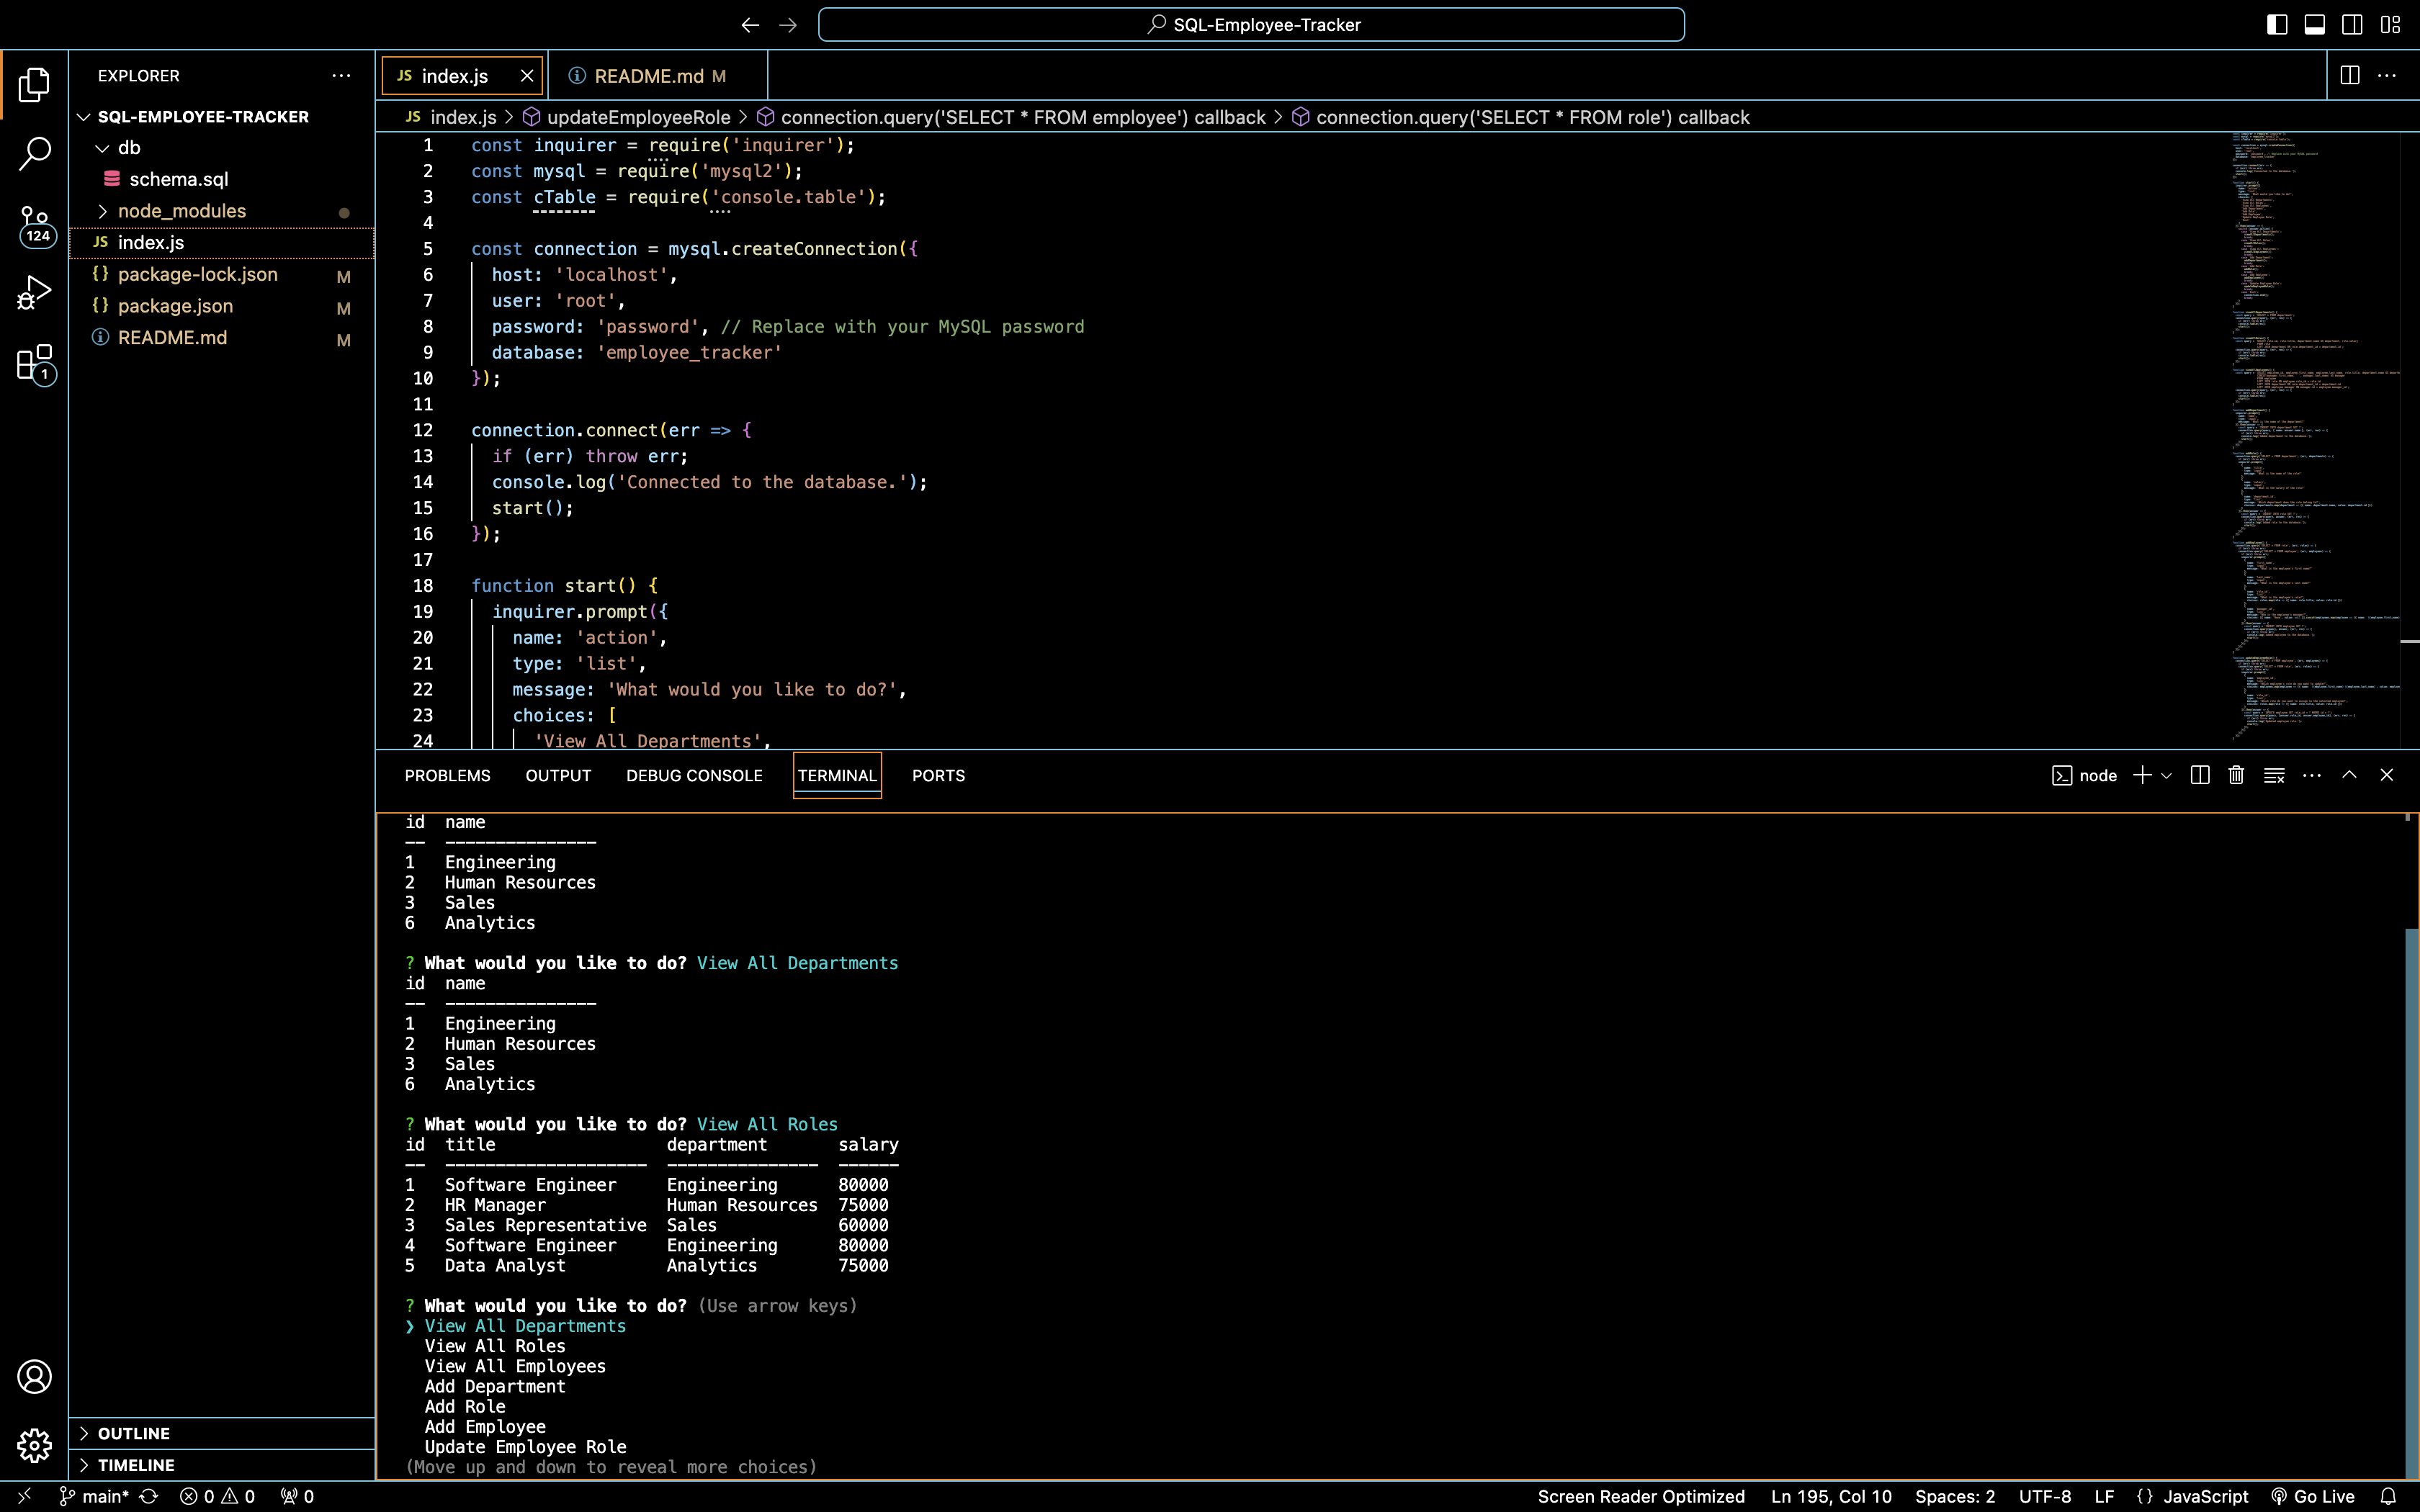 SQL-Employee-Tracker
EXPLORER
SQL-EMPLOYEE-TRACKER
db
schema.sql
node_modules
JS index.js
{} package-lock.json M
{} package.json M
README.md M
124
1
OUTLINE
TIMELINE
JS index.js
README.md M
JS index.js > updateEmployeeRole > connection.query('SELECT * FROM employee') callback > connection.query('SELECT * FROM role') callback
1 const inquirer = require('inquirer');
2 const mysql = require('mysql2');
3 const cTable = require('console.table');
4
5 const connection = mysql.createConnection({
6 host: 'localhost',
7 user: 'root',
8 password: 'password', // Replace with your MySQL password
9 database: 'employee_tracker'
10 });
11
12 connection.connect(err => {
13 if (err) throw err;
14 console.log('Connected to the database.');
15 start();
16 });
17
18 function start() {
19 inquirer.prompt({
20 name: 'action',
21 type: 'list',
22 message: 'What would you like to do?',
23 choices: [
24 'View All Departments',
PROBLEMS OUTPUT DEBUG CONSOLE TERMINAL PORTS
node
id name
-- ---------------
1 Engineering
2 Human Resources
3 Sales
6 Analytics
? What would you like to do? View All Departments
id name
-- ---------------
1 Engineering
2 Human Resources
3 Sales
6 Analytics
? What would you like to do? View All Roles
id title department salary
-- -------------------- --------------- ------
1 Software Engineer Engineering 80000
2 HR Manager Human Resources 75000
3 Sales Representative Sales 60000
4 Software Engineer Engineering 80000
5 Data Analyst Analytics 75000
? What would you like to do? (Use arrow keys)
❯ View All Departments
View All Roles
View All Employees
Add Department
Add Role
Add Employee
Update Employee Role
(Move up and down to reveal more choices)
main* 0 0 0
Screen Reader Optimized Ln 195, Col 10 Spaces: 2 UTF-8 LF {} JavaScript Go Live